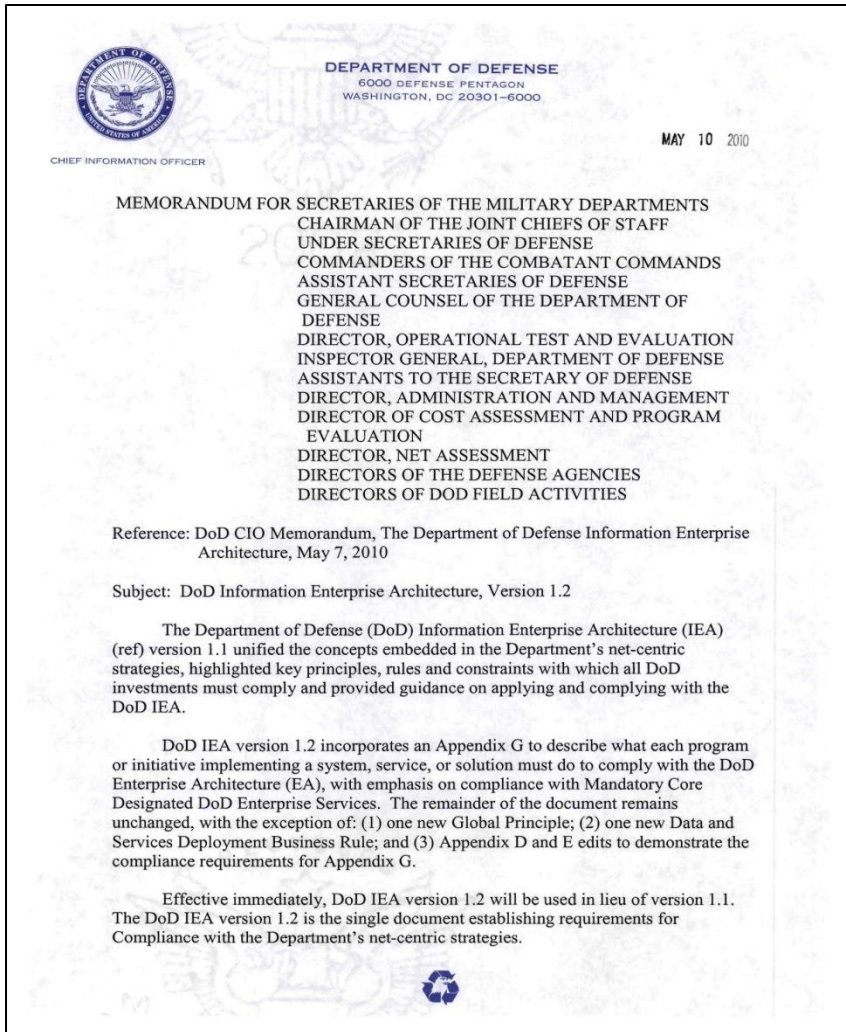 DEPARTMENT OF DEFENSE
UNITED STATES OF AMERICA
DEPARTMENT OF DEFENSE
6000 DEFENSE PENTAGON
WASHINGTON, DC 20301-6000
MAY 10 2010
CHIEF INFORMATION OFFICER
MEMORANDUM FOR SECRETARIES OF THE MILITARY DEPARTMENTS
CHAIRMAN OF THE JOINT CHIEFS OF STAFF
UNDER SECRETARIES OF DEFENSE
COMMANDERS OF THE COMBATANT COMMANDS
ASSISTANT SECRETARIES OF DEFENSE
GENERAL COUNSEL OF THE DEPARTMENT OF
DEFENSE
DIRECTOR, OPERATIONAL TEST AND EVALUATION
INSPECTOR GENERAL, DEPARTMENT OF DEFENSE
ASSISTANTS TO THE SECRETARY OF DEFENSE
DIRECTOR, ADMINISTRATION AND MANAGEMENT
DIRECTOR OF COST ASSESSMENT AND PROGRAM
EVALUATION
DIRECTOR, NET ASSESSMENT
DIRECTORS OF THE DEFENSE AGENCIES
DIRECTORS OF DOD FIELD ACTIVITIES
Reference: DoD CIO Memorandum, The Department of Defense Information Enterprise
Architecture, May 7, 2010
Subject: DoD Information Enterprise Architecture, Version 1.2
The Department of Defense (DoD) Information Enterprise Architecture (IEA)
(ref) version 1.1 unified the concepts embedded in the Department's net-centric
strategies, highlighted key principles, rules and constraints with which all DoD
investments must comply and provided guidance on applying and complying with the
DoD IEA.
DoD IEA version 1.2 incorporates an Appendix G to describe what each program
or initiative implementing a system, service, or solution must do to comply with the DoD
Enterprise Architecture (EA), with emphasis on compliance with Mandatory Core
Designated DoD Enterprise Services. The remainder of the document remains
unchanged, with the exception of: (1) one new Global Principle; (2) one new Data and
Services Deployment Business Rule; and (3) Appendix D and E edits to demonstrate the
compliance requirements for Appendix G.
Effective immediately, DoD IEA version 1.2 will be used in lieu of version 1.1.
The DoD IEA version 1.2 is the single document establishing requirements for
Compliance with the Department's net-centric strategies.